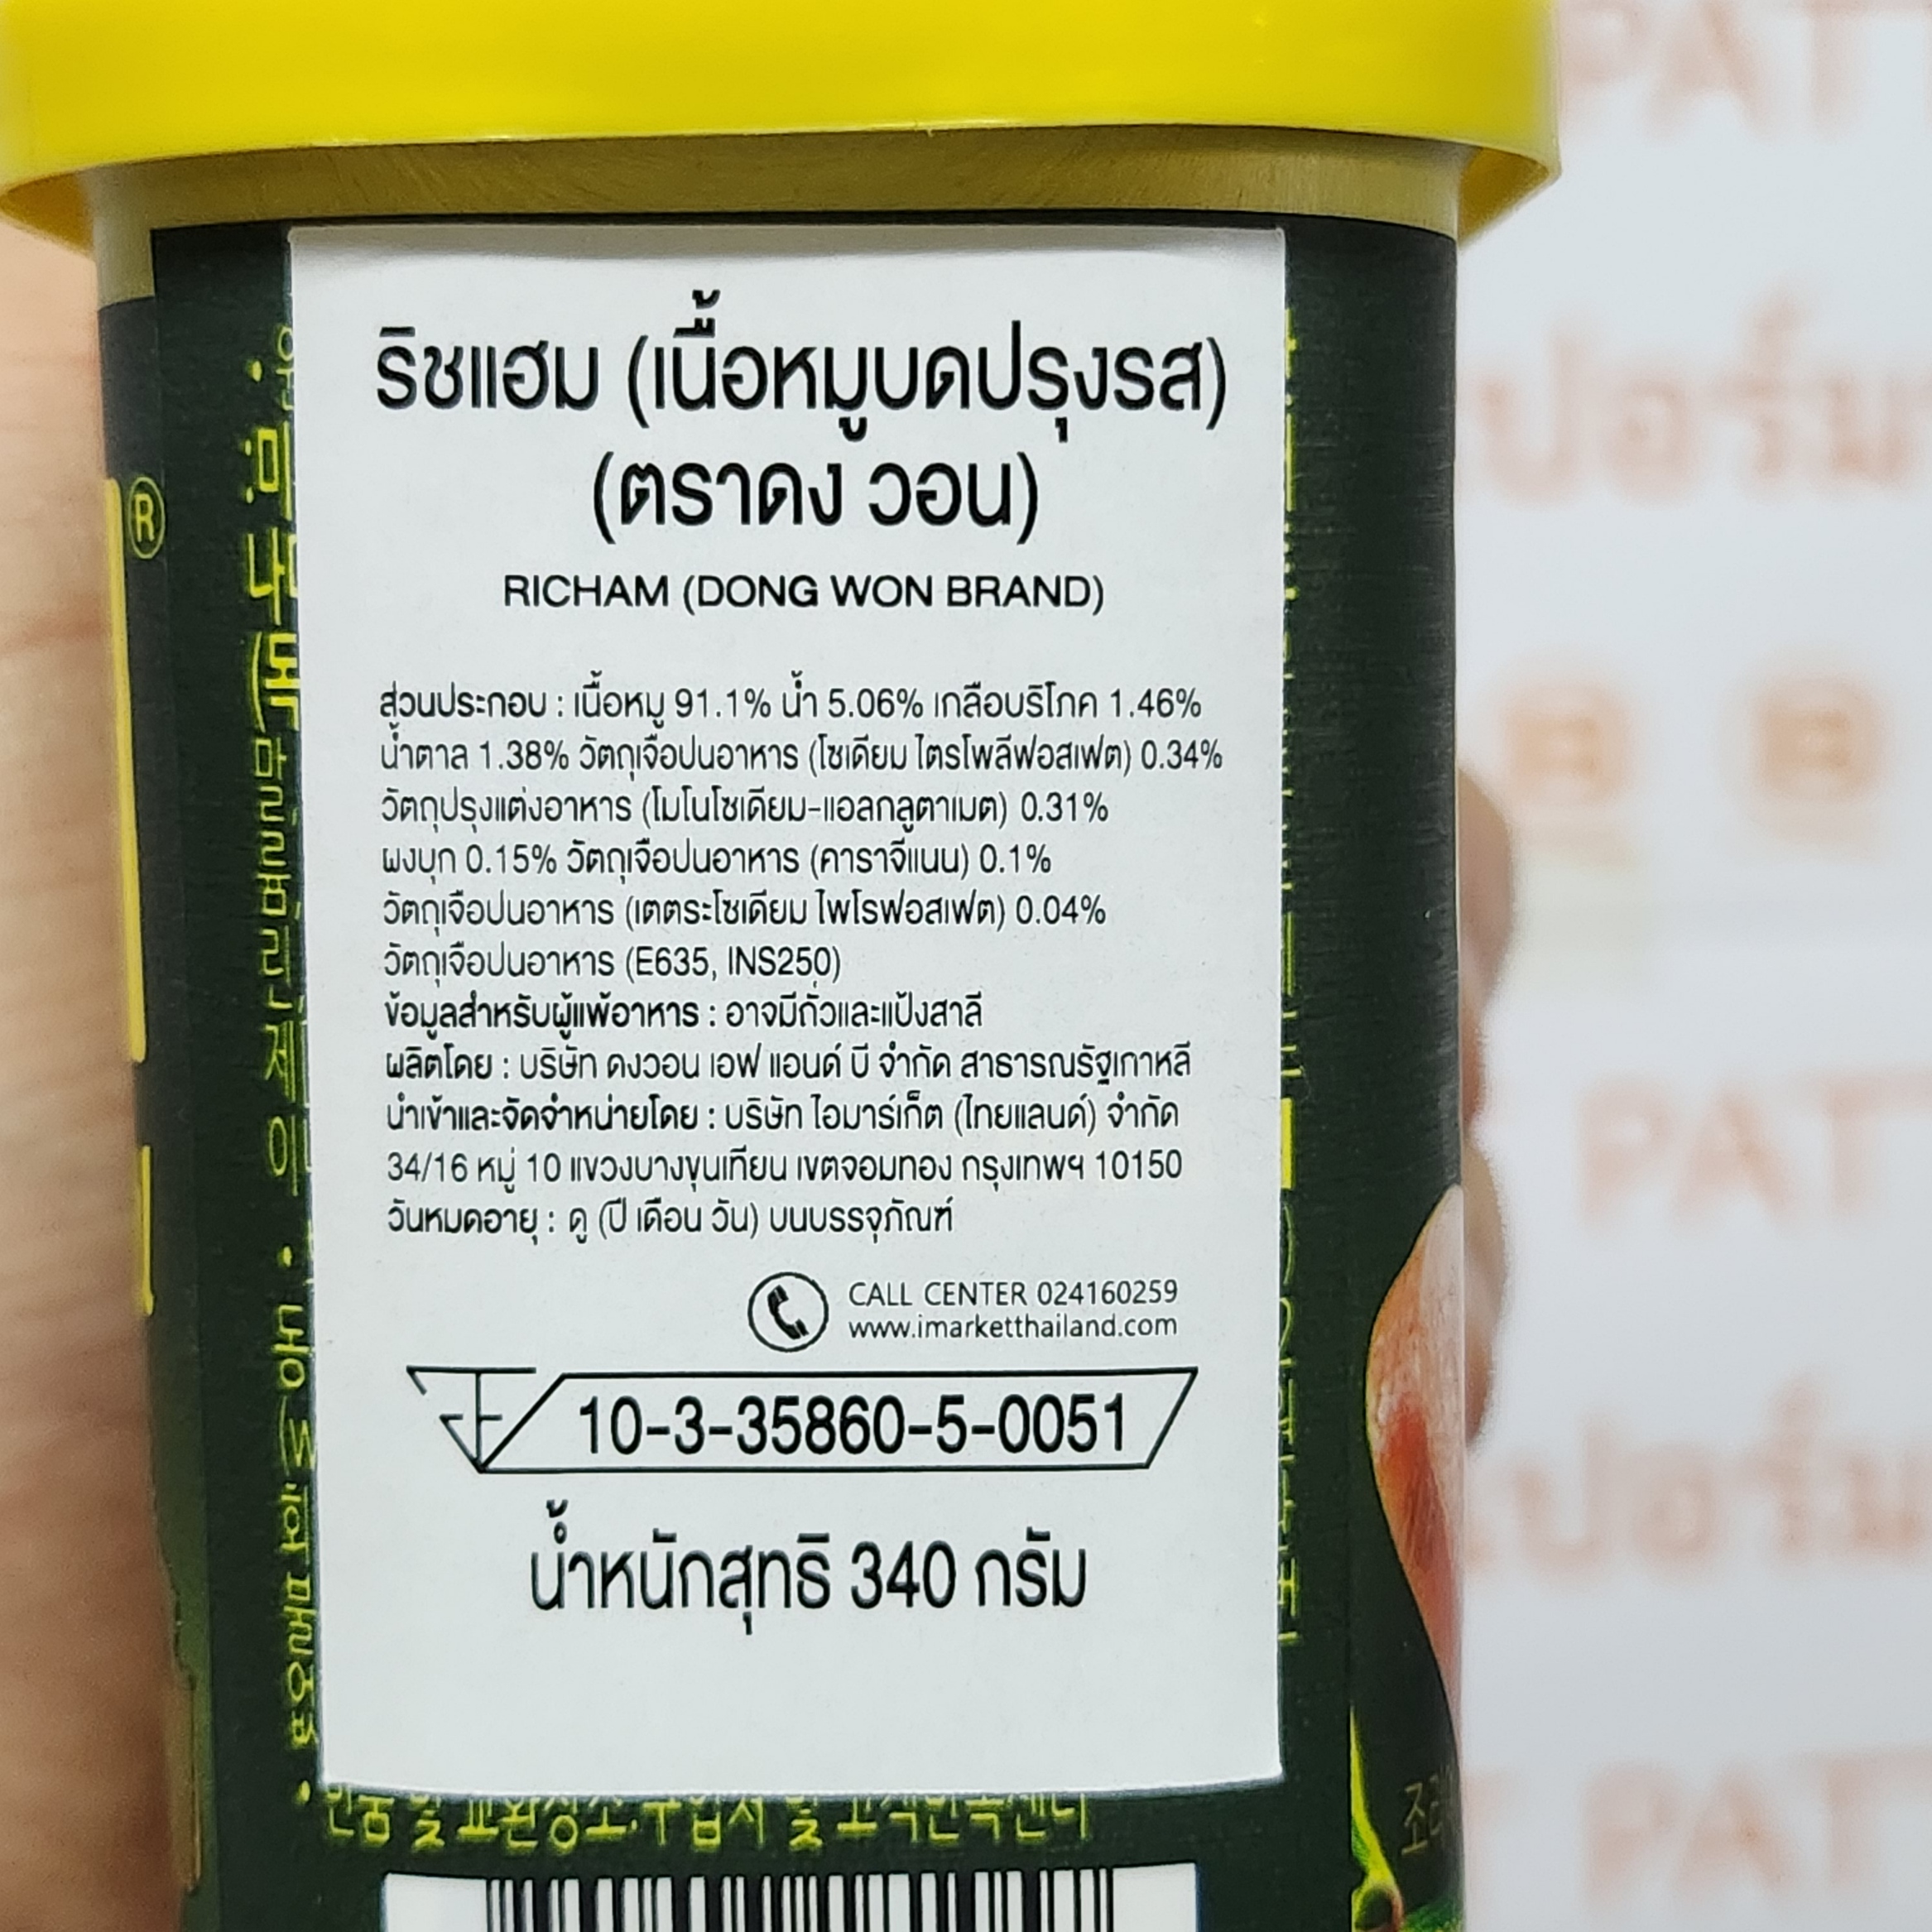 ริชแฮม (เนื้อหมูบดปรุงรส)
(ตราดง วอน)
RICHAM (DONG WON BRAND)
ส่วนประกอบ : เนื้อหมู 91.1% น้ำ 5.06% เกลือบริโภค 1.46%
น้ำตาล 1.38% วัตถุเจือปนอาหาร (โซเดียม ไตรโพลีฟอสเฟต) 0.34%
วัตถุปรุงแต่งอาหาร (โมโนโซเดียม-แอลกลูตาเมต) 0.31%
ผงบุก 0.15% วัตถุเจือปนอาหาร (คาราจีแนน) 0.1%
วัตถุเจือปนอาหาร (เตตระโซเดียม ไพโรฟอสเฟต) 0.04%
วัตถุเจือปนอาหาร (E635, INS250)
ข้อมูลสำหรับผู้แพ้อาหาร : อาจมีถั่วและแป้งสาลี
ผลิตโดย : บริษัท ดงวอน เอฟ แอนด์ บี จำกัด สาธารณรัฐเกาหลี
นำเข้าและจัดจำหน่ายโดย : บริษัท ไอมาร์เก็ต (ไทยแลนด์) จำกัด
34/16 หมู่ 10 แขวงบางขุนเทียน เขตจอมทอง กรุงเทพฯ 10150
วันหมดอายุ : ดู (ปี เดือน วัน) บนบรรจุภัณฑ์
CALL CENTER 024160259
www.imarketthailand.com
10-3-35860-5-0051
น้ำหนักสุทธิ 340 กรัม
®
PAT
ปอร์ม
B B
PAT
ปอร์ม
PAT